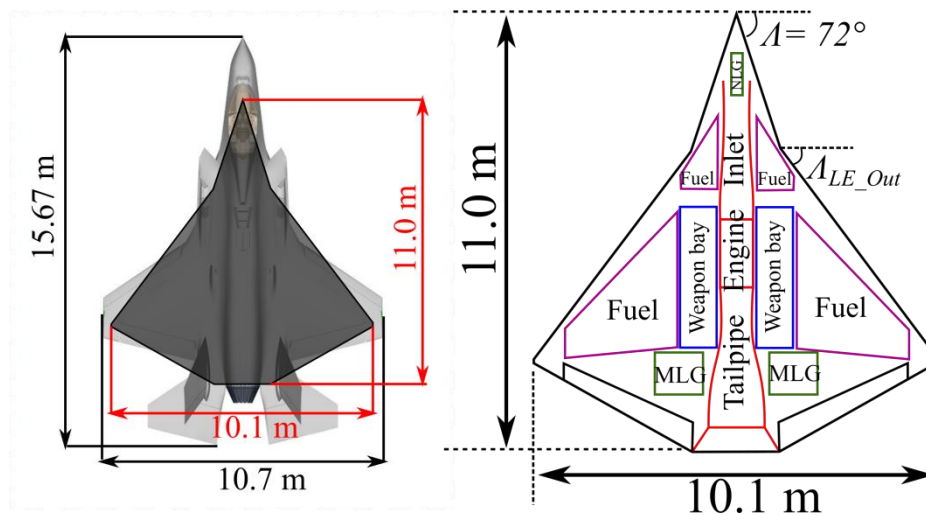 15.67 m
11.0 m
10.1 m
10.7 m
11.0 m
Λ= 72°
NLG
Λ_LE_Out
Fuel
Inlet
Fuel
Weapon bay
Engine
Weapon bay
Fuel
Fuel
MLG
Tailpipe
MLG
10.1 m